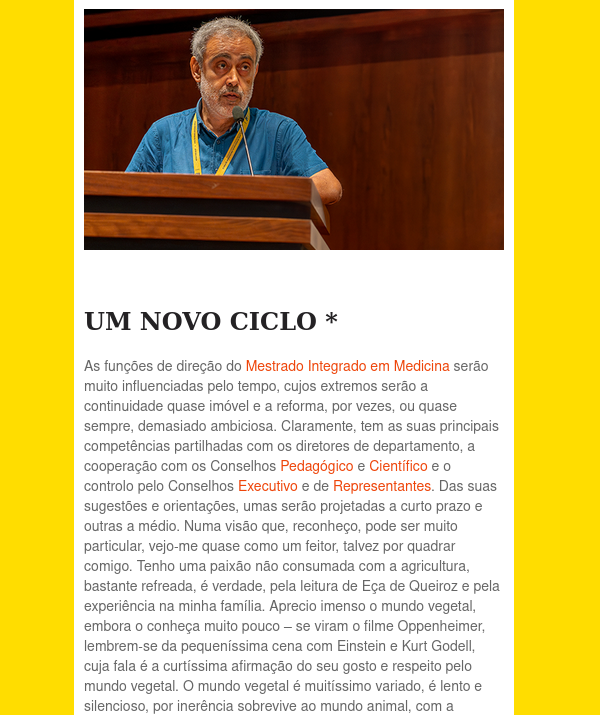 UM NOVO CICLO *
As funções de direção do Mestrado Integrado em Medicina serão
muito influenciadas pelo tempo, cujos extremos serão a
continuidade quase imóvel e a reforma, por vezes, ou quase
sempre, demasiado ambiciosa. Claramente, tem as suas principais
competências partilhadas com os diretores de departamento, a
cooperação com os Conselhos Pedagógico e Científico e o
controlo pelo Conselhos Executivo e de Representantes. Das suas
sugestões e orientações, umas serão projetadas a curto prazo e
outras a médio. Numa visão que, reconheço, pode ser muito
particular, vejo-me quase como um feitor, talvez por quadrar
comigo. Tenho uma paixão não consumada com a agricultura,
bastante refreada, é verdade, pela leitura de Eça de Queiroz e pela
experiência na minha família. Aprecio imenso o mundo vegetal,
embora o conheça muito pouco – se viram o filme Oppenheimer,
lembrem-se da pequeníssima cena com Einstein e Kurt Godell,
cuja fala é a curtíssima afirmação do seu gosto e respeito pelo
mundo vegetal. O mundo vegetal é muitíssimo variado, é lento e
silencioso, por inerência sobrevive ao mundo animal, com a